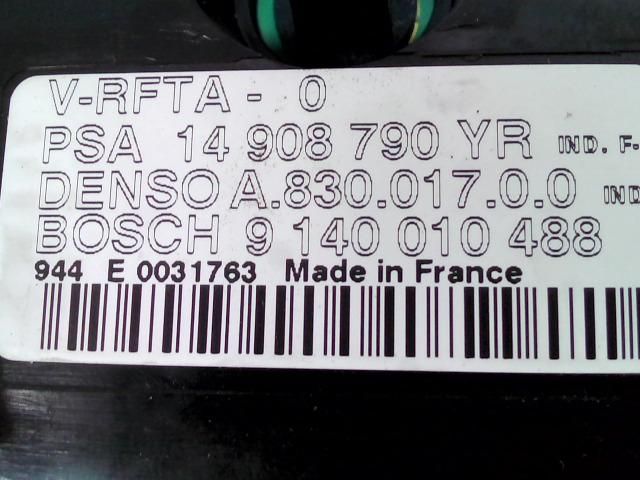 V-RFTA - 0
PSA 14 908 790 YR IND. F-
DENSO A.830.017.0.0 IND
BOSCH 9 140 010 488
944 E 0031763 Made in France